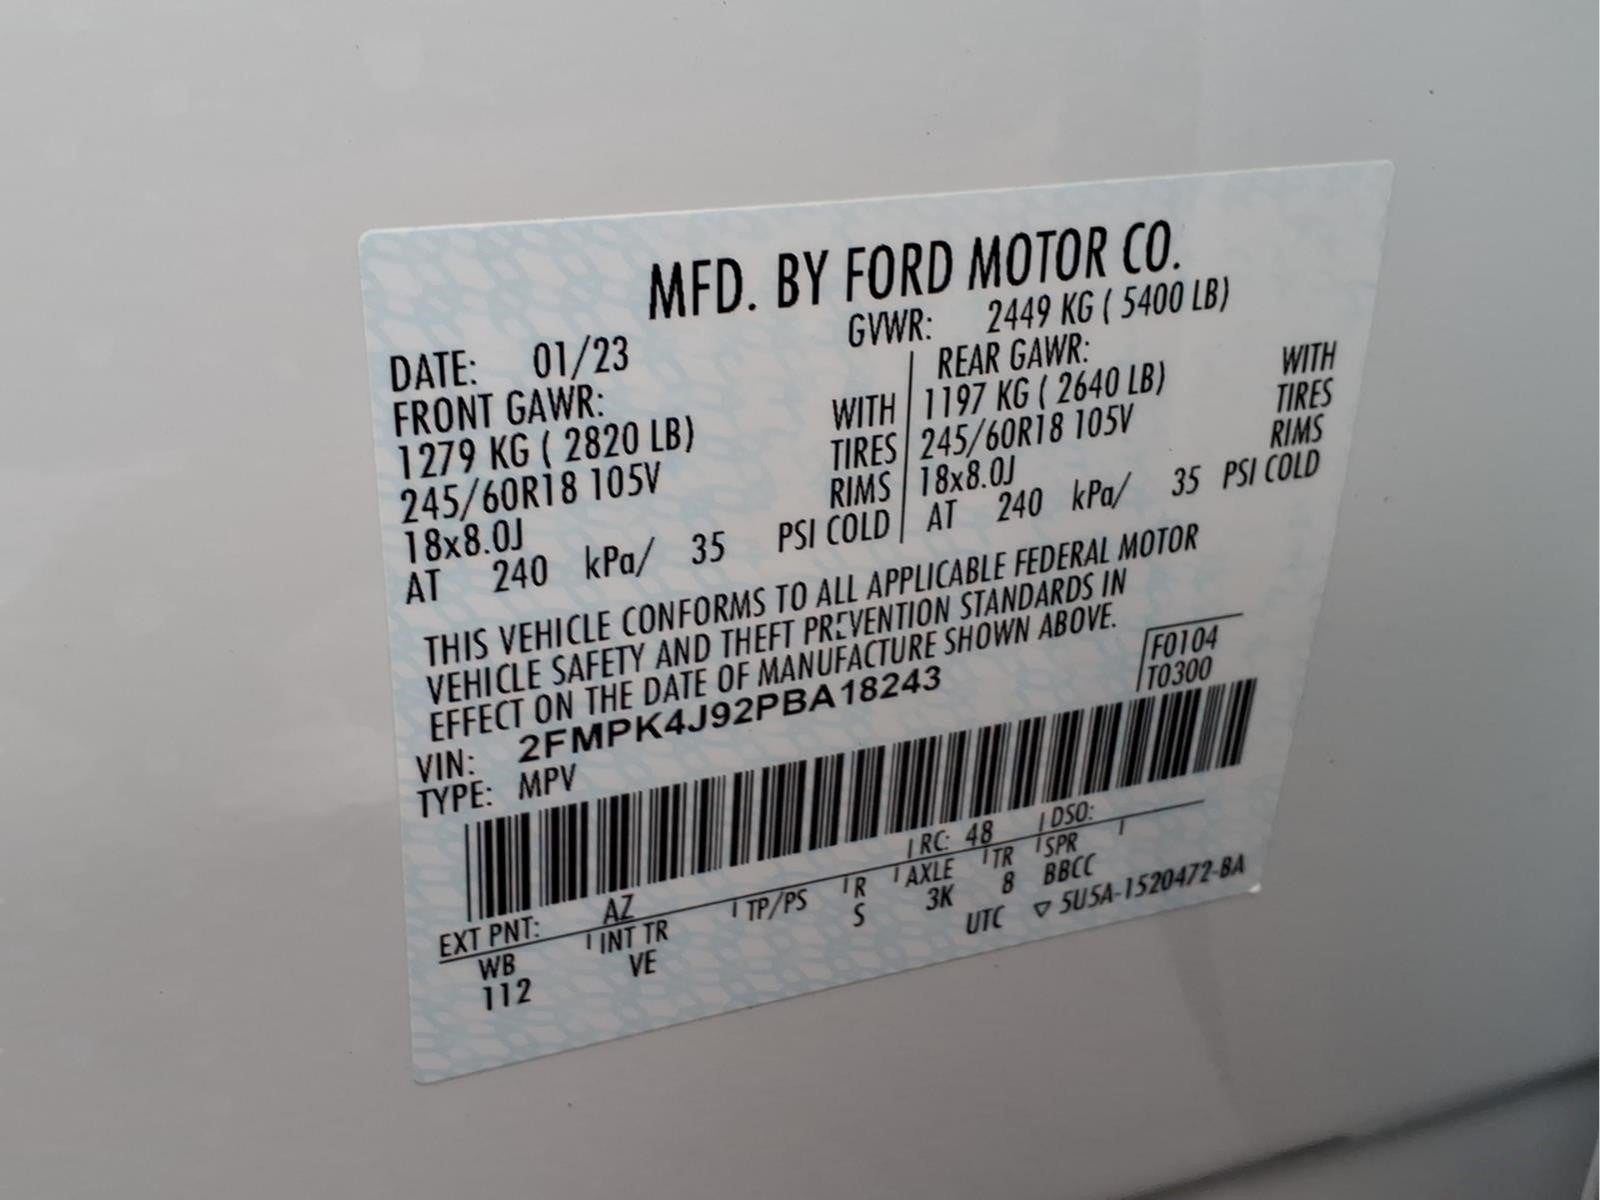 MFD. BY FORD MOTOR CO.
DATE: 01/23 GVWR: 2449 KG ( 5400 LB)
FRONT GAWR:
1279 KG ( 2820 LB) WITH
245/60R18 105V TIRES
18x8.0J RIMS
AT 240 kPa/ 35 PSI COLD
REAR GAWR:
1197 KG ( 2640 LB) WITH
245/60R18 105V TIRES
18x8.0J RIMS
AT 240 kPa/ 35 PSI COLD
THIS VEHICLE CONFORMS TO ALL APPLICABLE FEDERAL MOTOR
VEHICLE SAFETY AND THEFT PREVENTION STANDARDS IN
EFFECT ON THE DATE OF MANUFACTURE SHOWN ABOVE.
VIN: 2FMPK4J92PBA18243
TYPE: MPV
F0104
T0300
EXT PNT: AZ RC: 48 DSO:
WB INT TR TP/PS R AXLE TR SPR
112 VE S 3K 8 BBCC
UTC ▽ 5U5A-1520472-BA